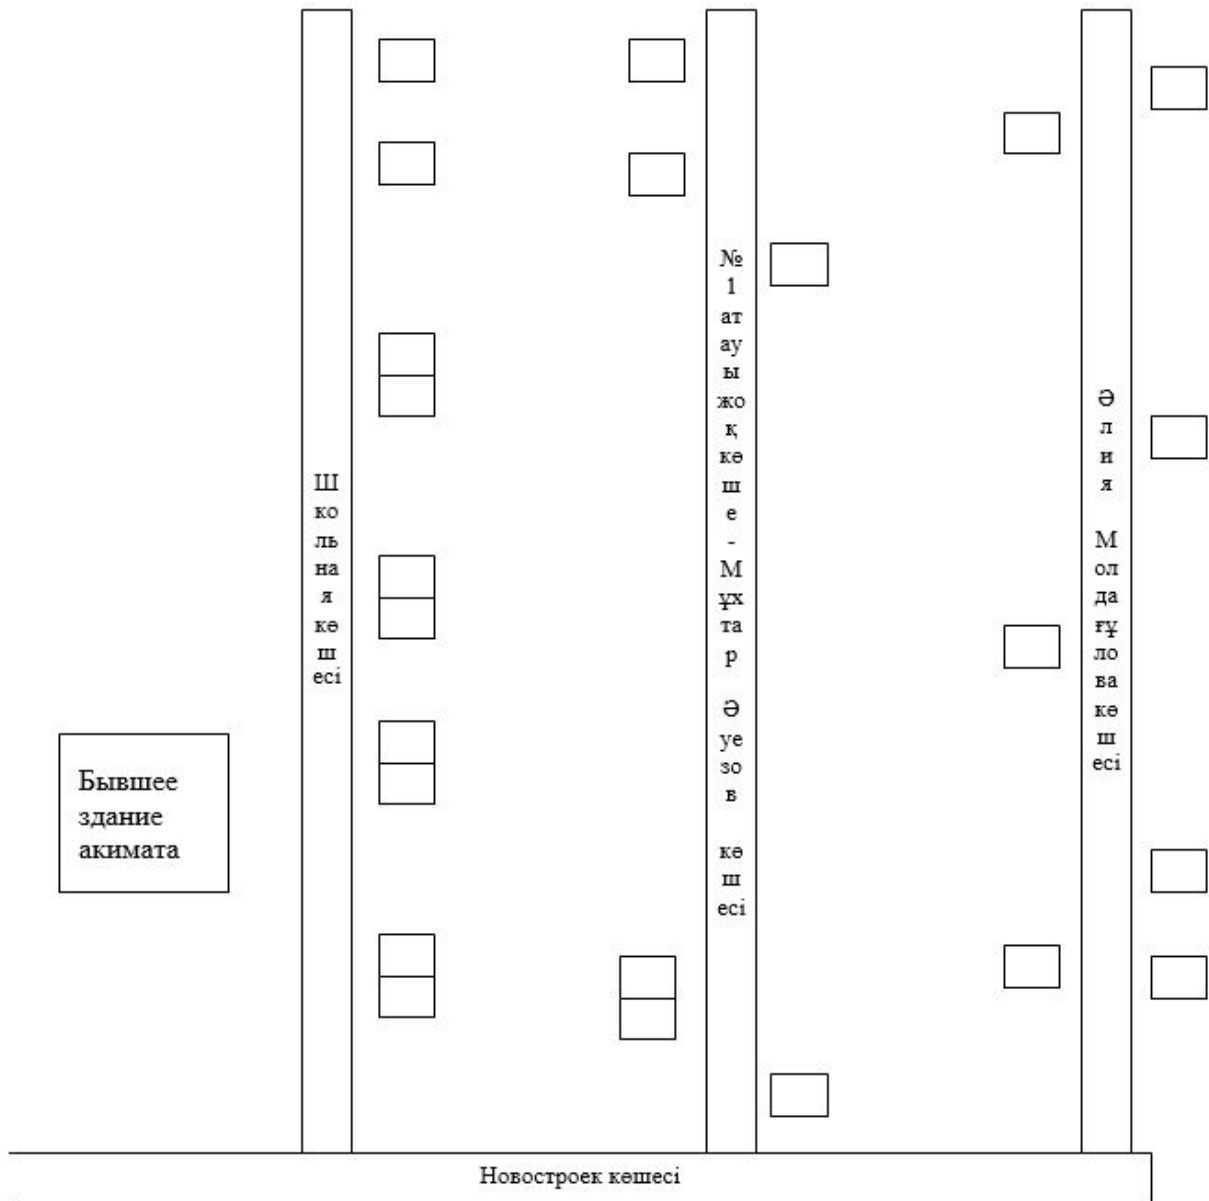 Школьная көшесі
№1 атауы жоқ көше - Мұхтар Әуезов көшесі
Әлия Молдағұлова көшесі
Бывшее
здание
акимата
Новостроек көшесі